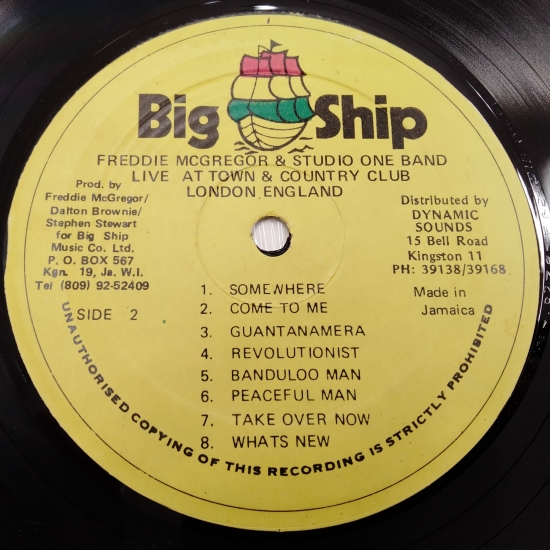 Big Ship
FREDDIE MCGREGOR & STUDIO ONE BAND
LIVE AT TOWN & COUNTRY CLUB
LONDON ENGLAND
Prod. by
Freddie McGregor/
Dalton Brownie/
Stephen Stewart
for Big Ship
Music Co. Ltd.
P. O. BOX 567
Kgn. 19, Ja. W.I.
Tel (809) 92-52409
SIDE 2
Distributed by
DYNAMIC
SOUNDS
15 Bell Road
Kingston 11
PH: 39138/39168
Made in
Jamaica
1. SOMEWHERE
2. COME TO ME
3. GUANTANAMERA
4. REVOLUTIONIST
5. BANDULOO MAN
6. PEACEFUL MAN
7. TAKE OVER NOW
8. WHATS NEW
UNAUTHORISED COPYING OF THIS RECORDING IS STRICTLY PROHIBITED